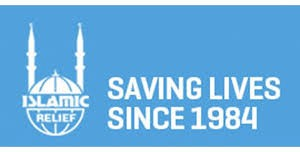 ISLAMIC
RELIEF
SAVING LIVES
SINCE 1984